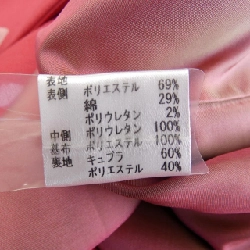 表地
表側 ポリエステル 69%
綿 29%
ポリウレタン 2%
中側 ポリウレタン 100%
基布 ポリエステル 100%
裏地 キュプラ 60%
ポリエステル 40%